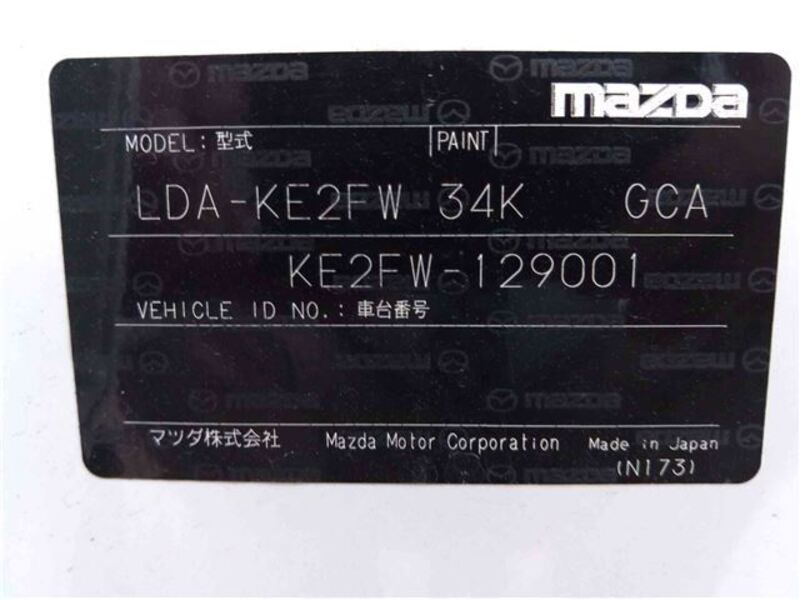 mazda
MODEL: 型式 PAINT
LDA-KE2FW 34K GCA
KE2FW-129001
VEHICLE ID NO.: 車台番号
マツダ株式会社 Mazda Motor Corporation Made in Japan
(N173)